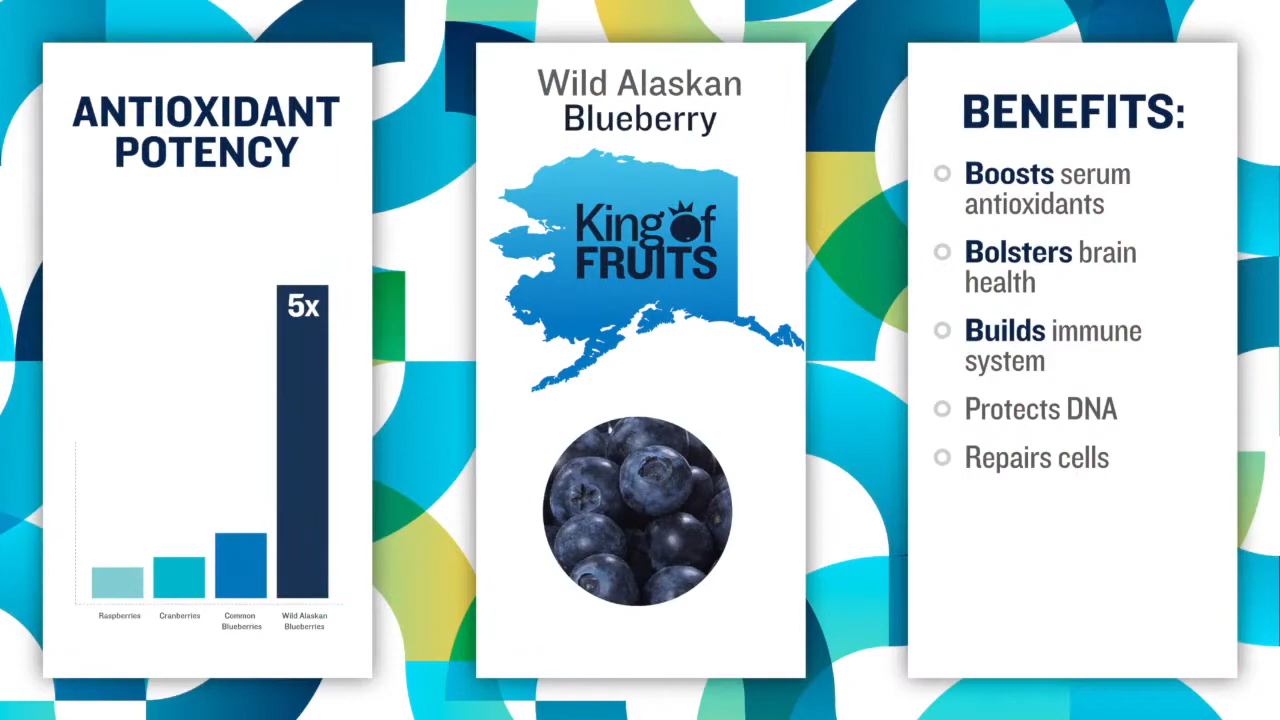 ANTIOXIDANT
POTENCY
5x
Raspberries
Cranberries
Common
Blueberries
Wild Alaskan
Blueberries
Wild Alaskan
Blueberry
King of
FRUITS
BENEFITS:
Boosts serum
antioxidants
Bolsters brain
health
Builds immune
system
Protects DNA
Repairs cells